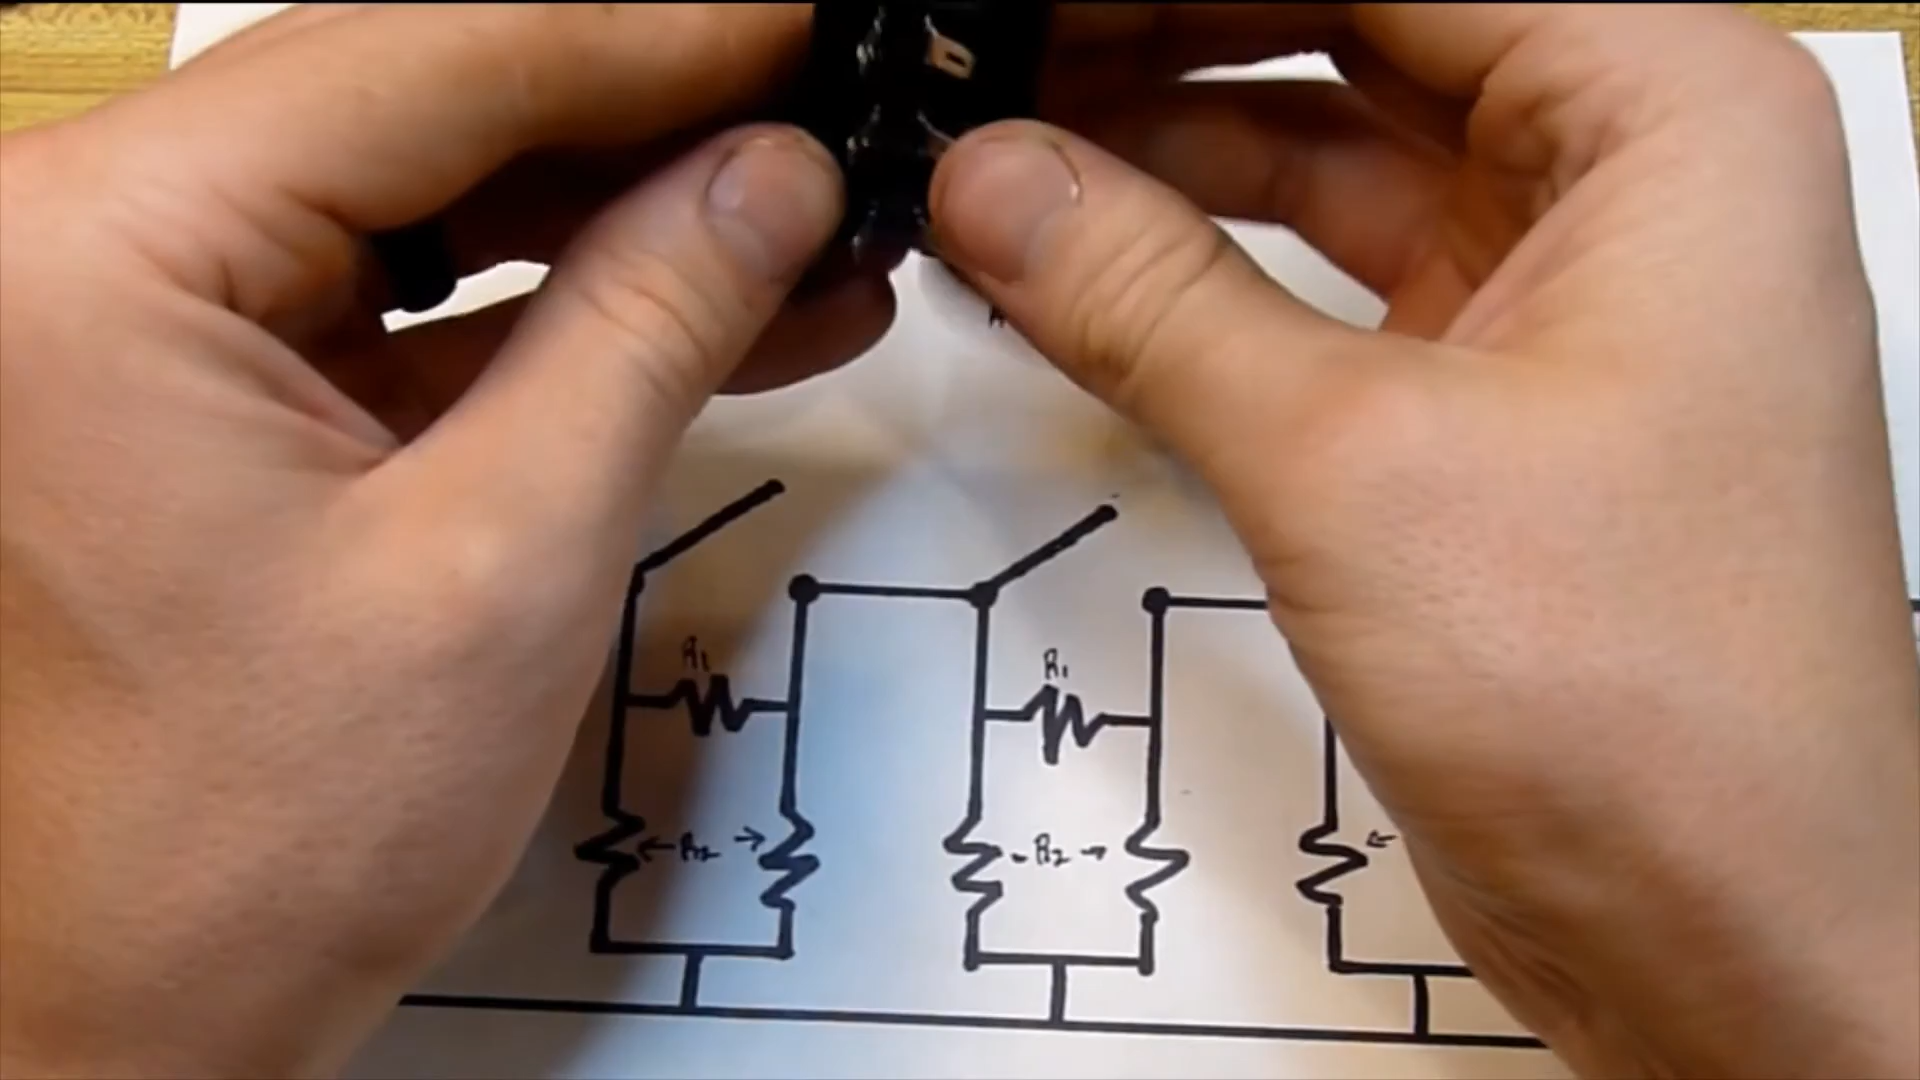 R₁
R₁
← R₂ →
- R₂ →
←